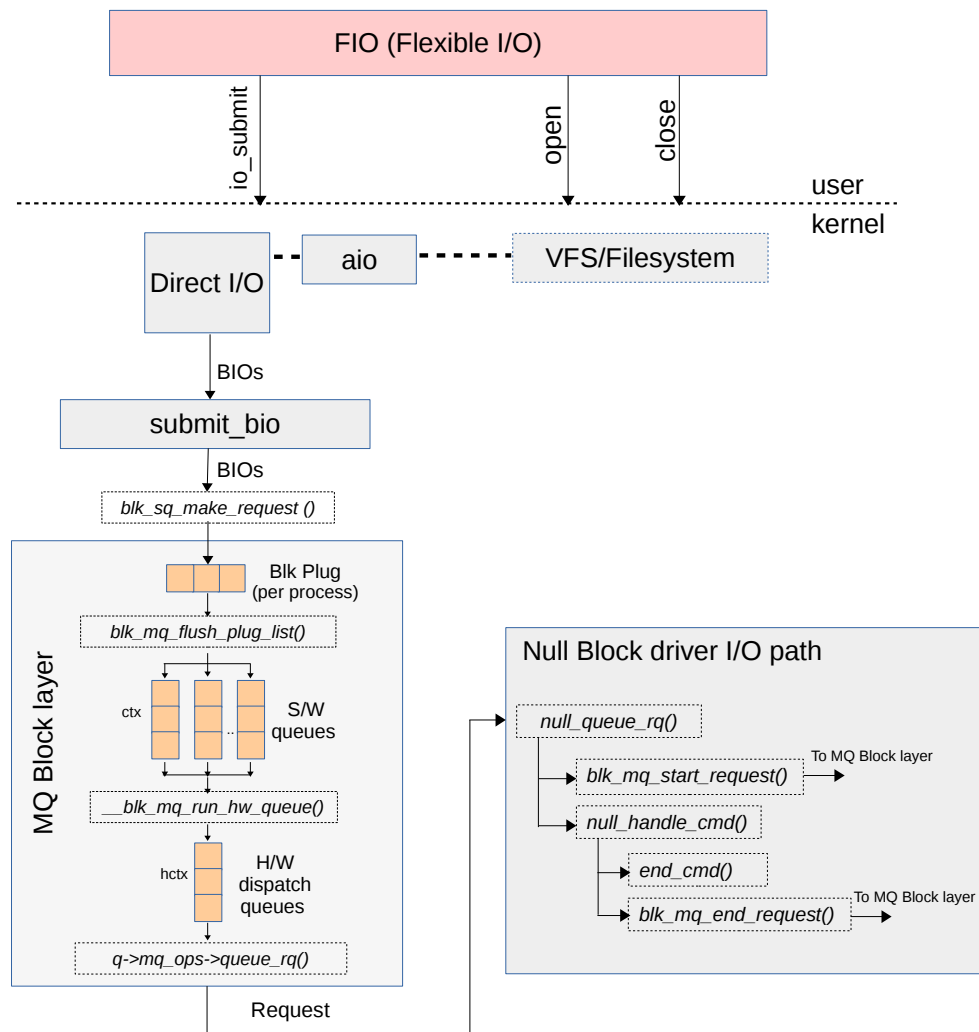 FIO (Flexible I/O)
io_submit
open
close
user
kernel
Direct I/O
aio
VFS/Filesystem
BIOs
submit_bio
BIOs
blk_sq_make_request ()
MQ Block layer
Blk Plug
(per process)
blk_mq_flush_plug_list()
ctx
..
S/W
queues
__blk_mq_run_hw_queue()
hctx
H/W
dispatch
queues
q->mq_ops->queue_rq()
Request
Null Block driver I/O path
null_queue_rq()
blk_mq_start_request()
To MQ Block layer
null_handle_cmd()
end_cmd()
blk_mq_end_request()
To MQ Block layer